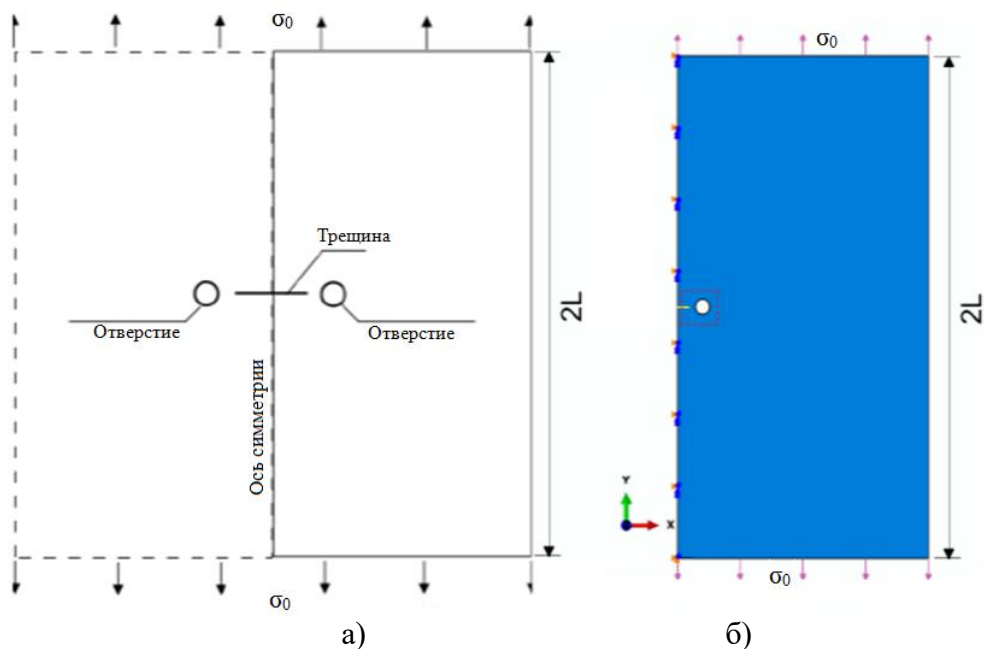 σ₀
Трещина
Отверстие
Отверстие
Ось симметрии
2L
σ₀
а)
σ₀
2L
Y
X
σ₀
б)